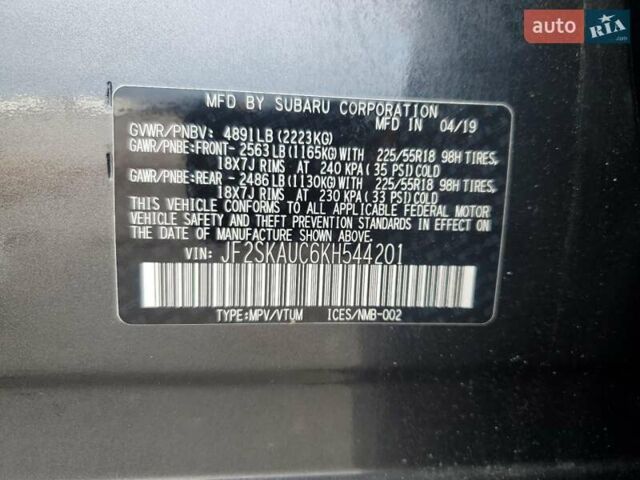 auto RIA.com
MFD BY SUBARU CORPORATION
MFD IN 04/19
GVWR/PNBV: 4891LB (2223KG)
GAWR/PNBE:FRONT- 2563LB (1165KG)WITH 225/55R18 98H TIRES,
18X7J RIMS AT 240 KPA (35 PSI)COLD
GAWR/PNBE:REAR -2486LB(1130KG)WITH 225/55R18 98H TIRES,
18X7J RIMS AT 230 KPA (33 PSI)COLD
THIS VEHICLE CONFORMS TO ALL APPLICABLE FEDERAL MOTOR
VEHICLE SAFETY AND THEFT PREVENTION STANDARDS IN EFFECT ON
THE DATE OF MANUFACTURE SHOWN ABOVE.
VIN: JF2SKAUC6KH544201
TYPE:MPV/VTUM ICES/NMB-002